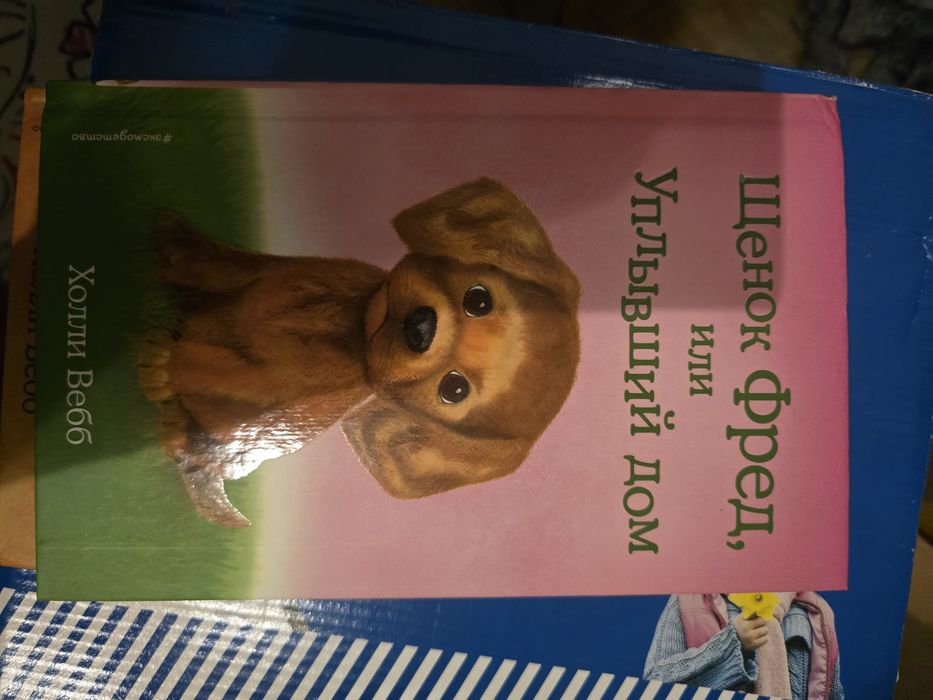 Щенок Фред,
или
Уплывший дом
#эксмодетство
Холли Вебб